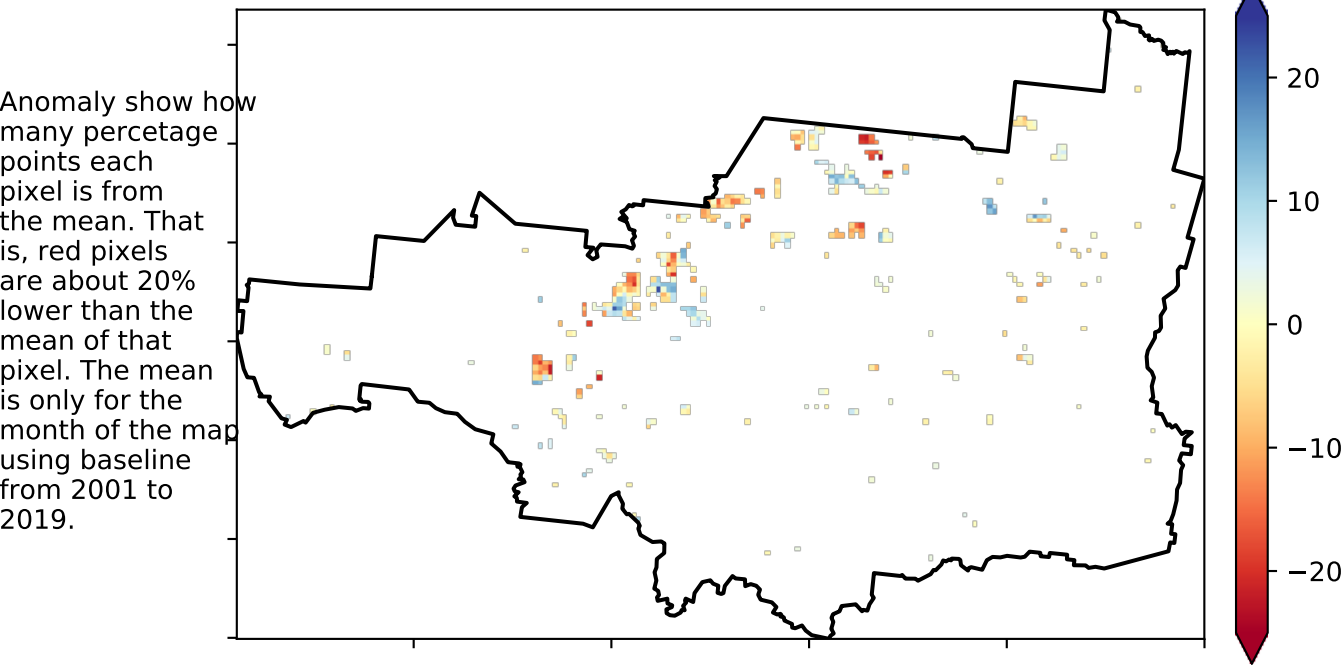 Anomaly show how
many percetage
points each
pixel is from
the mean. That
is, red pixels
are about 20%
lower than the
mean of that
pixel. The mean
is only for the
month of the map
using baseline
from 2001 to
2019.
20
10
0
−10
−20